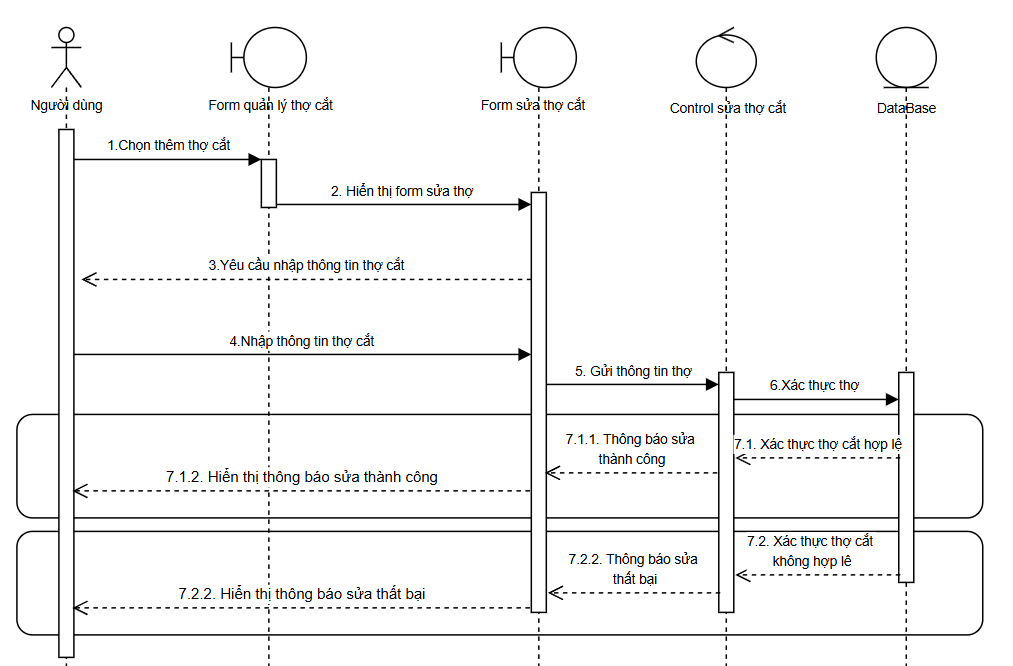 Người dùng
Form quản lý thợ cắt
Form sửa thợ cắt
Control sửa thợ cắt
DataBase
1.Chọn thêm thợ cắt
2. Hiển thị form sửa thợ
3.Yêu cầu nhập thông tin thợ cắt
4.Nhập thông tin thợ cắt
5. Gửi thông tin thợ
6.Xác thực thợ
7.1. Xác thực thợ cắt hợp lệ
7.1.1. Thông báo sửa
thành công
7.1.2. Hiển thị thông báo sửa thành công
7.2. Xác thực thợ cắt
không hợp lê
7.2.2. Thông báo sửa
thất bại
7.2.2. Hiển thị thông báo sửa thất bại